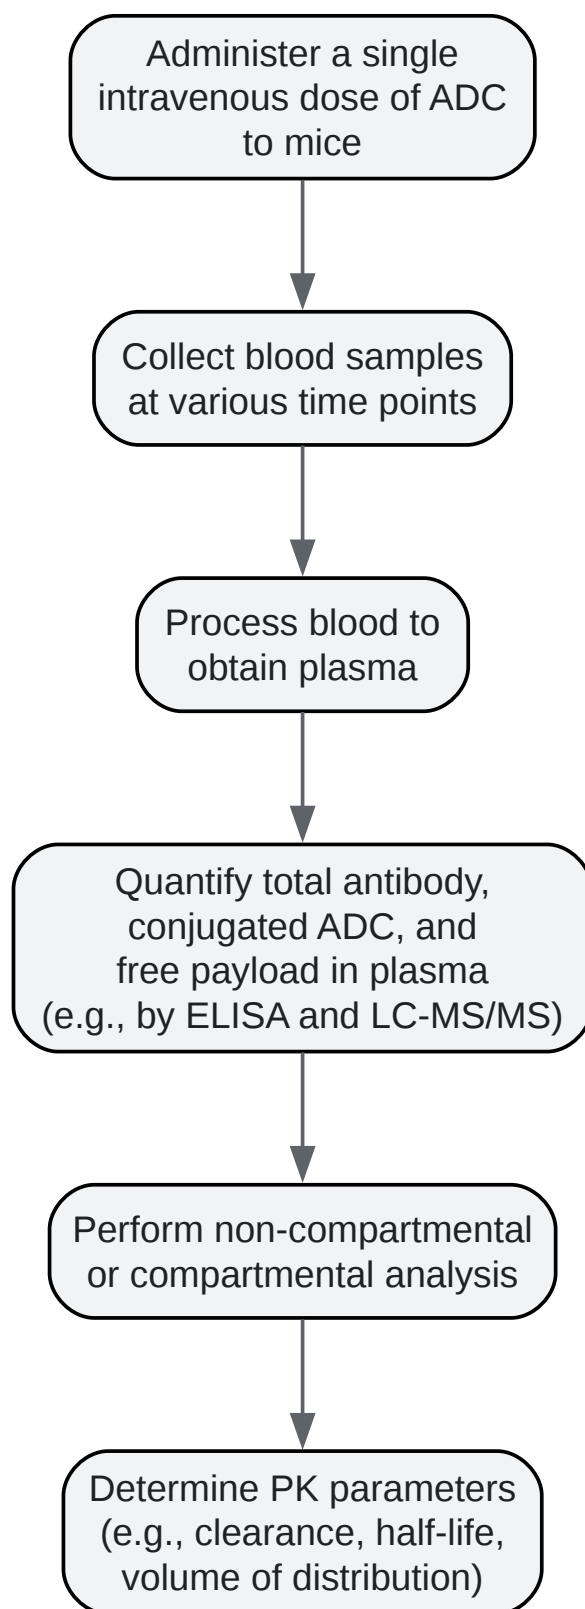 Administer a single
intravenous dose of ADC
to mice
Collect blood samples
at various time points
Process blood to
obtain plasma
Quantify total antibody,
conjugated ADC, and
free payload in plasma
(e.g., by ELISA and LC-MS/MS)
Perform non-compartmental
or compartmental analysis
Determine PK parameters
(e.g., clearance, half-life,
volume of distribution)